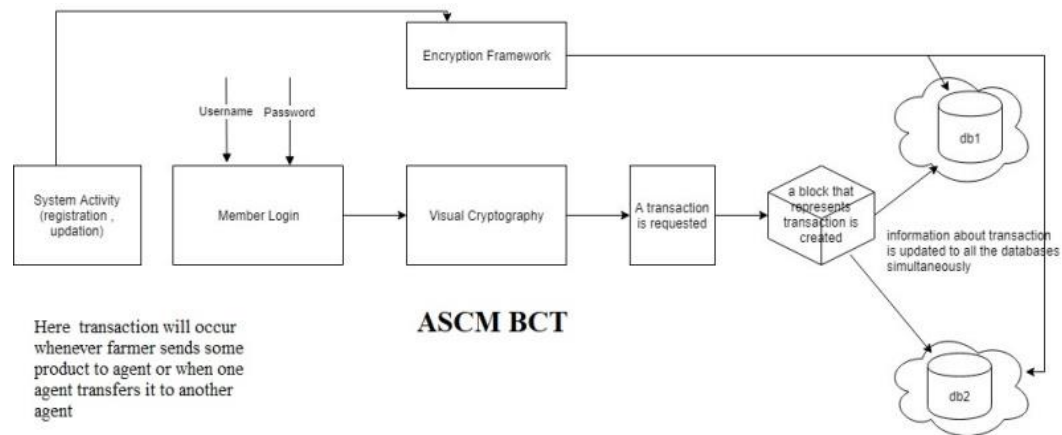 Encryption Framework
Username
Password
db1
System Activity
(registration ,
updation)
Member Login
Visual Cryptography
A transaction
is requested
a block that
represents
transaction is
created
information about transaction
is updated to all the databases
simultaneously
Here transaction will occur
whenever farmer sends some
product to agent or when one
agent transfers it to another
agent
ASCM BCT
db2